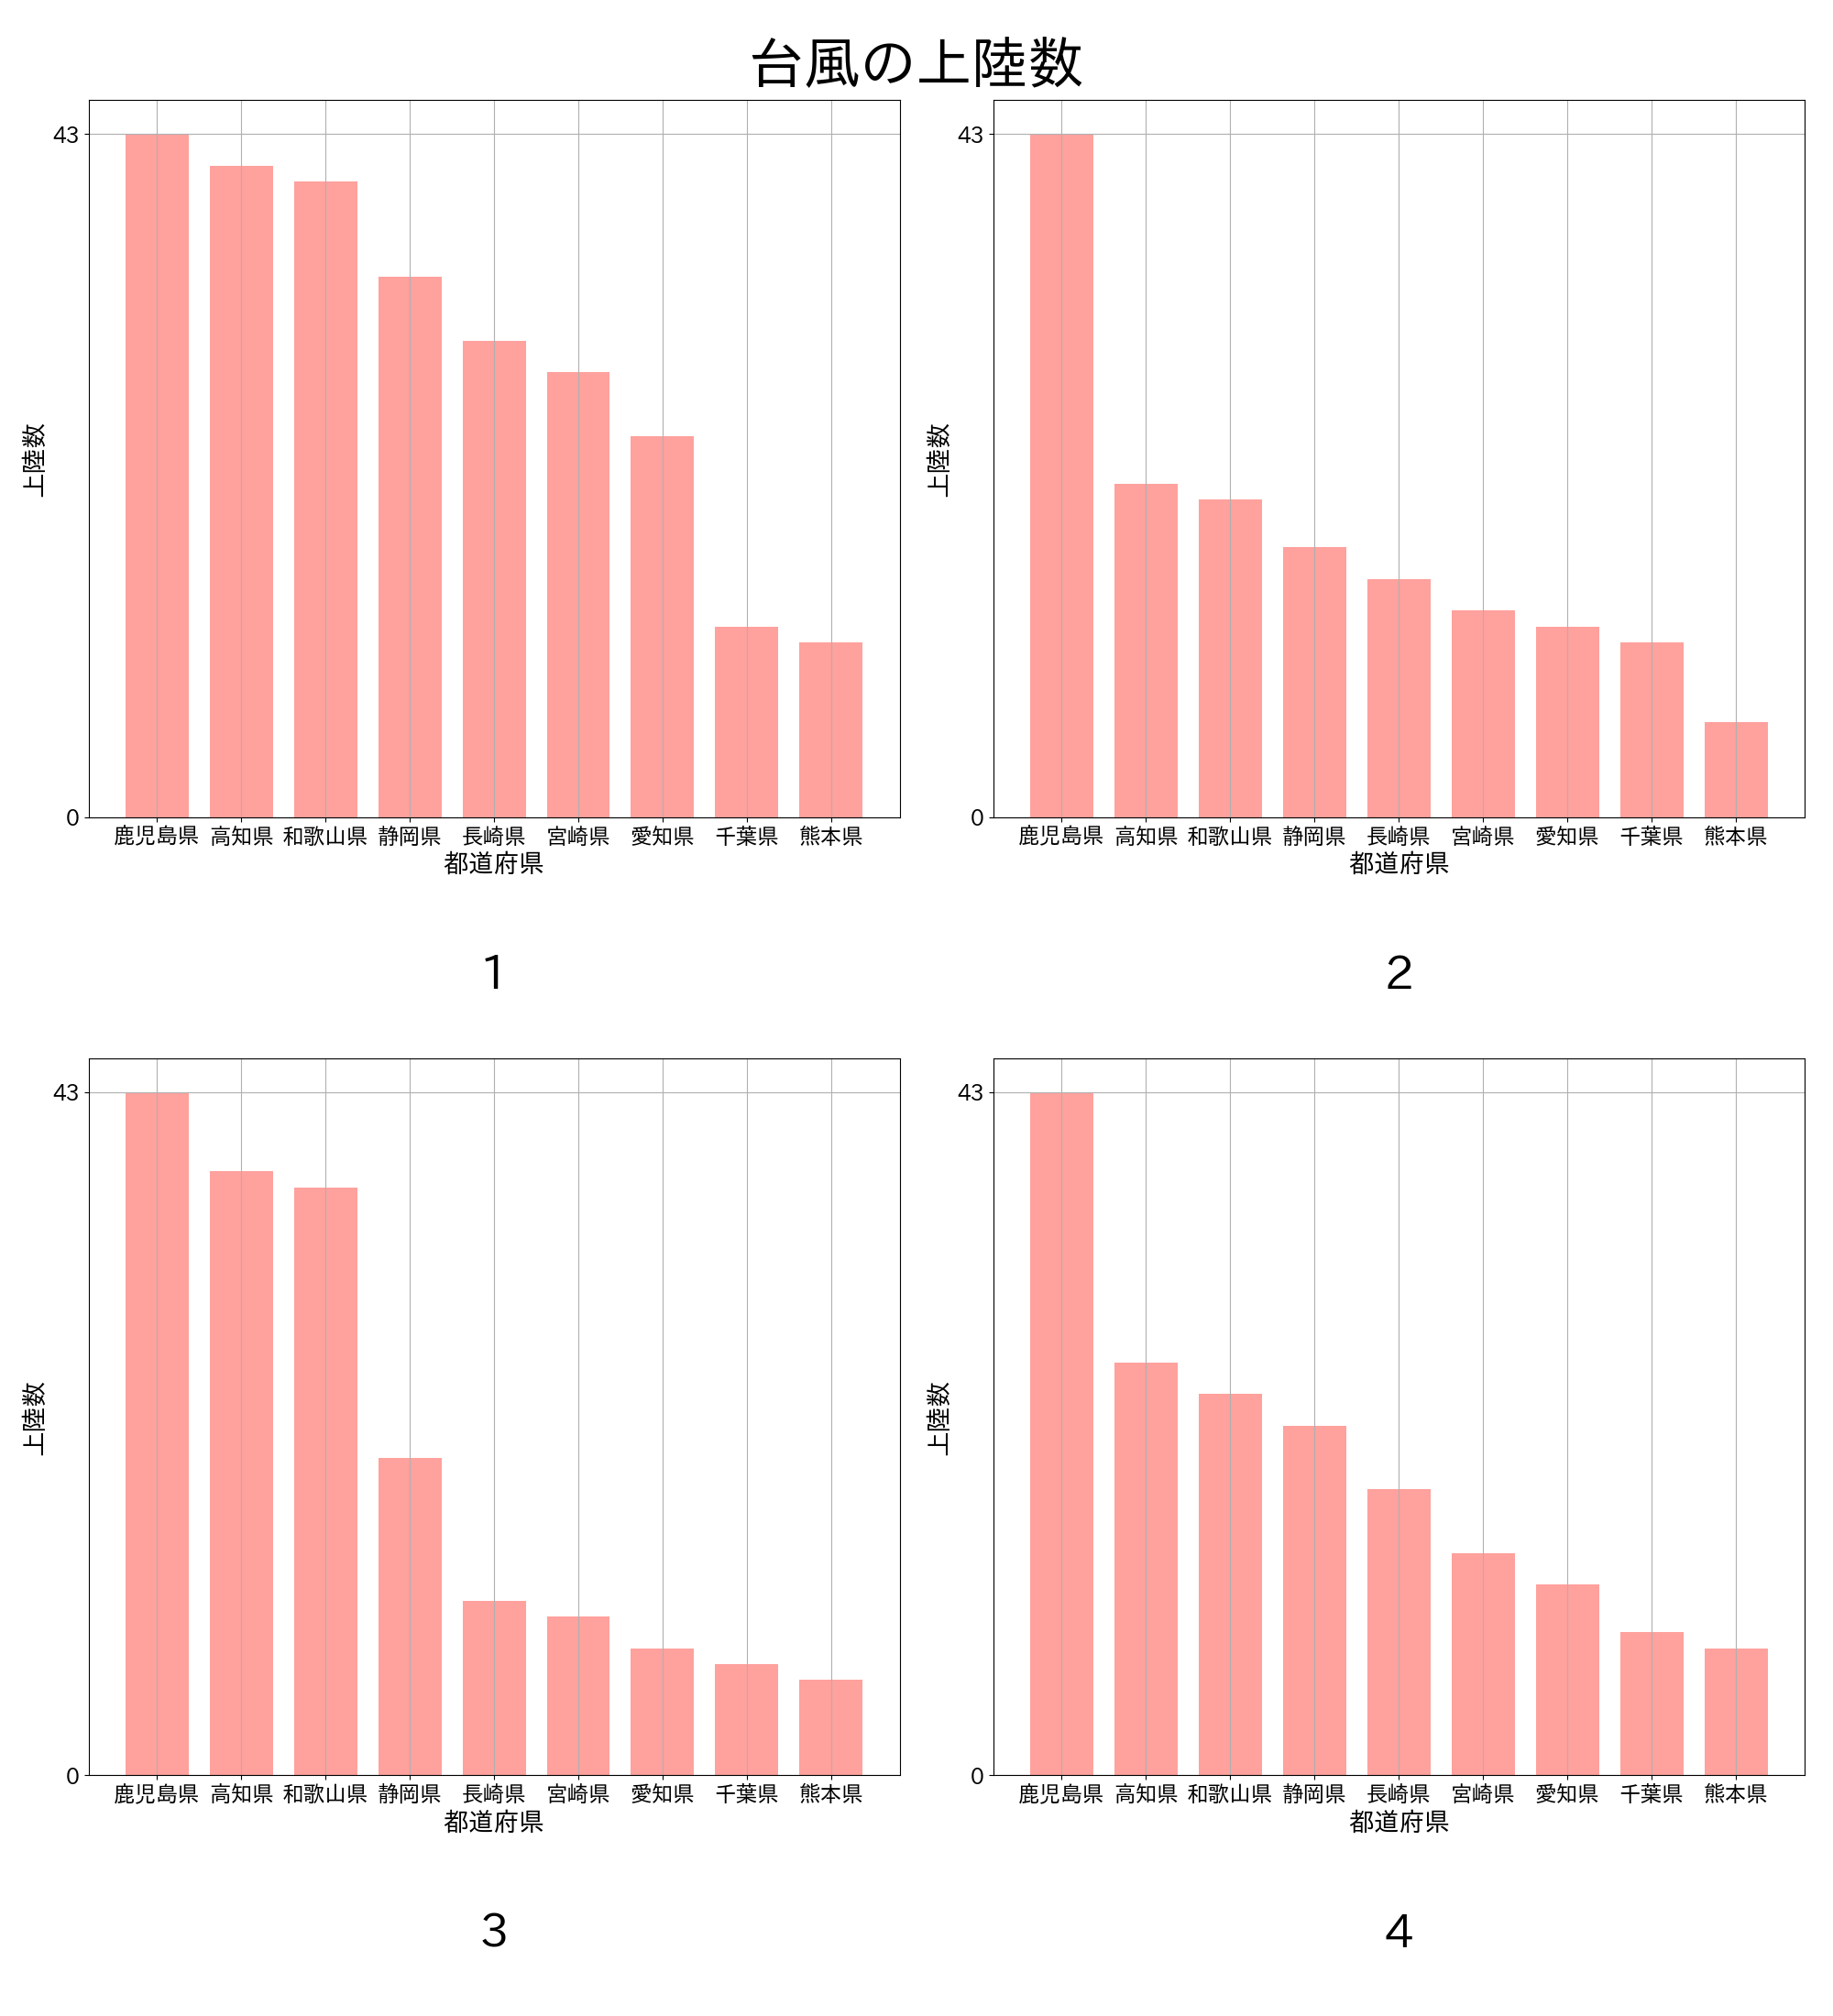 台風の上陸数
43
0
上陸数
鹿児島県 高知県 和歌山県 静岡県 長崎県 宮崎県 愛知県 千葉県 熊本県
都道府県
1
43
0
上陸数
鹿児島県 高知県 和歌山県 静岡県 長崎県 宮崎県 愛知県 千葉県 熊本県
都道府県
2
43
0
上陸数
鹿児島県 高知県 和歌山県 静岡県 長崎県 宮崎県 愛知県 千葉県 熊本県
都道府県
3
43
0
上陸数
鹿児島県 高知県 和歌山県 静岡県 長崎県 宮崎県 愛知県 千葉県 熊本県
都道府県
4